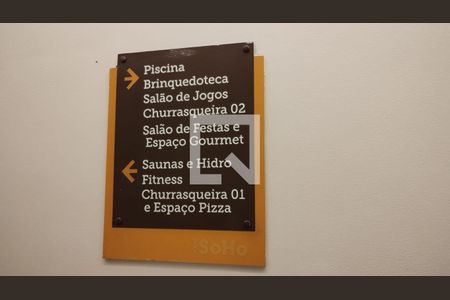 Piscina
Brinquedoteca
Salão de Jogos
Churrasqueira 02
Salão de Festas e
Espaço Gourmet
Saunas e Hidro
Fitness
Churrasqueira 01
e Espaço Pizza
SoHo